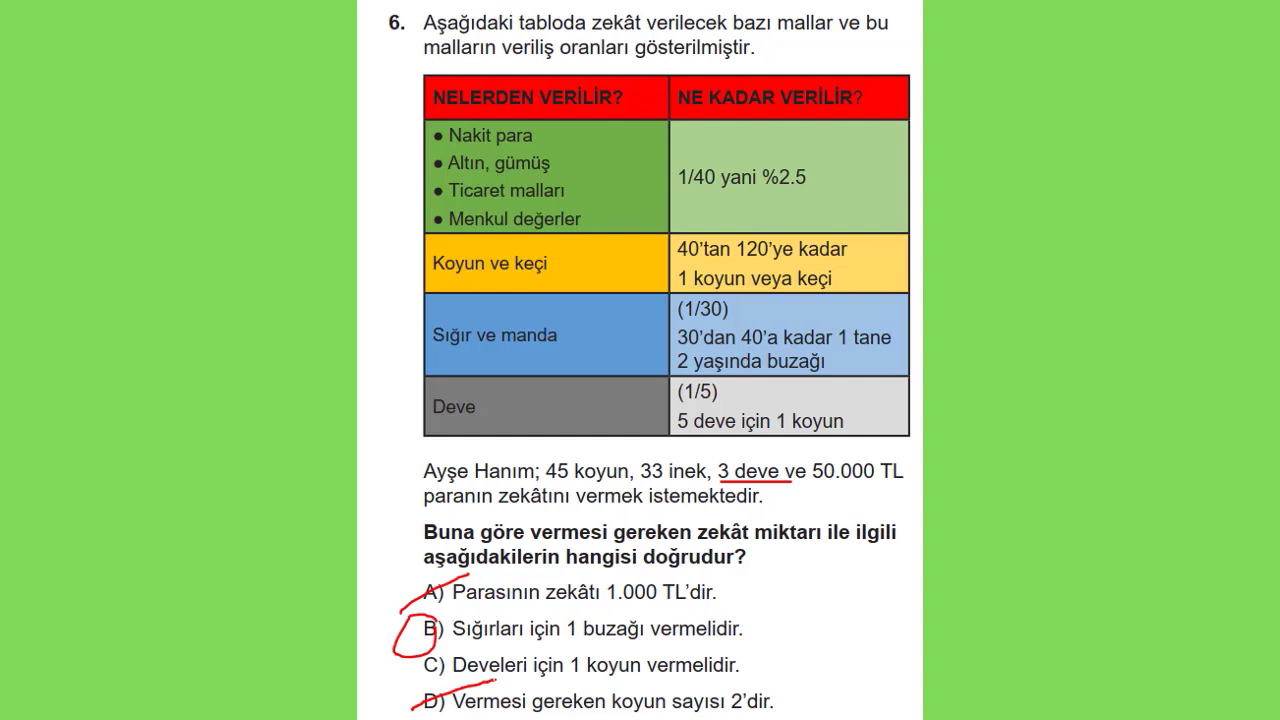 6. Aşağıdaki tabloda zekât verilecek bazı mallar ve bu
malların veriliş oranları gösterilmiştir.
NELERDEN VERİLİR?
NE KADAR VERİLİR?
● Nakit para
● Altın, gümüş
● Ticaret malları
● Menkul değerler
1/40 yani %2.5
Koyun ve keçi
40’tan 120’ye kadar
1 koyun veya keçi
Sığır ve manda
(1/30)
30’dan 40’a kadar 1 tane
2 yaşında buzağı
Deve
(1/5)
5 deve için 1 koyun
Ayşe Hanım; 45 koyun, 33 inek, 3 deve ve 50.000 TL
paranın zekâtını vermek istemektedir.
Buna göre vermesi gereken zekât miktarı ile ilgili
aşağıdakilerin hangisi doğrudur?
A) Parasının zekâtı 1.000 TL’dir.
B) Sığırları için 1 buzağı vermelidir.
C) Develeri için 1 koyun vermelidir.
D) Vermesi gereken koyun sayısı 2’dir.